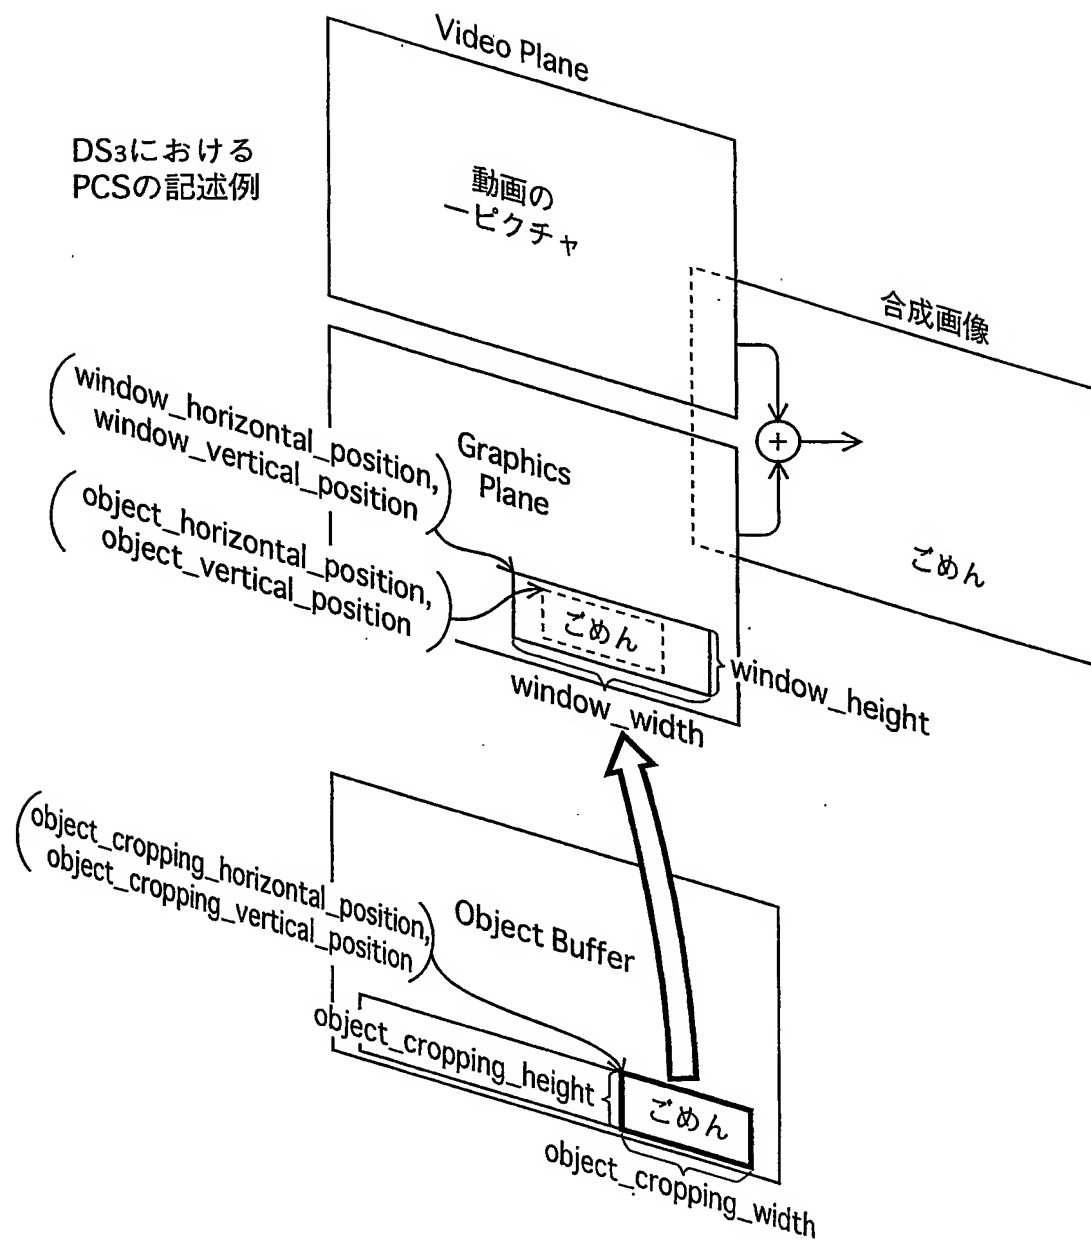 Video Plane
DS3における
PCSの記述例
動画の
一ピクチャ
合成画像
(window_horizontal_position,
window_vertical_position)
Graphics
Plane
(object_horizontal_position,
object_vertical_position)
ごめん
ごめん
window_height
window_width
(object_cropping_horizontal_position,
object_cropping_vertical_position)
Object Buffer
object_cropping_height
ごめん
object_cropping_width